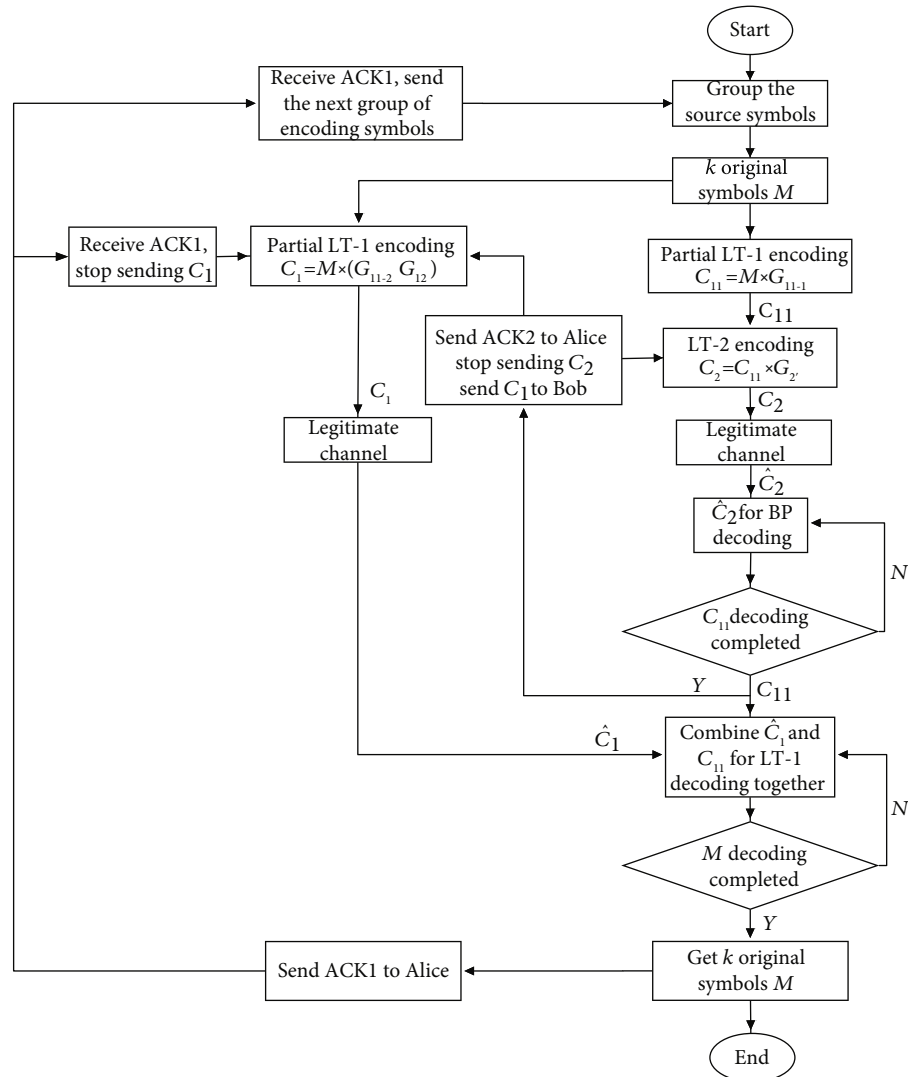 Start
Receive ACK1, send
the next group of
encoding symbols
Group the
source symbols
k original
symbols M
Receive ACK1,
stop sending C₁
Partial LT-1 encoding
C₁=M×(G₁₁₋₂ G₁₂)
Partial LT-1 encoding
C₁₁=M×G₁₁₋₁
C₁₁
Send ACK2 to Alice
stop sending C₂
send C₁ to Bob
LT-2 encoding
C₂=C₁₁×G₂′
C₁
C₂
Legitimate
channel
Legitimate
channel
Ĉ₂
Ĉ₂ for BP
decoding
N
C₁₁ decoding
completed
Y
C₁₁
Ĉ₁
Combine Ĉ₁ and
C₁₁ for LT-1
decoding together
N
M decoding
completed
Y
Send ACK1 to Alice
Get k original
symbols M
End